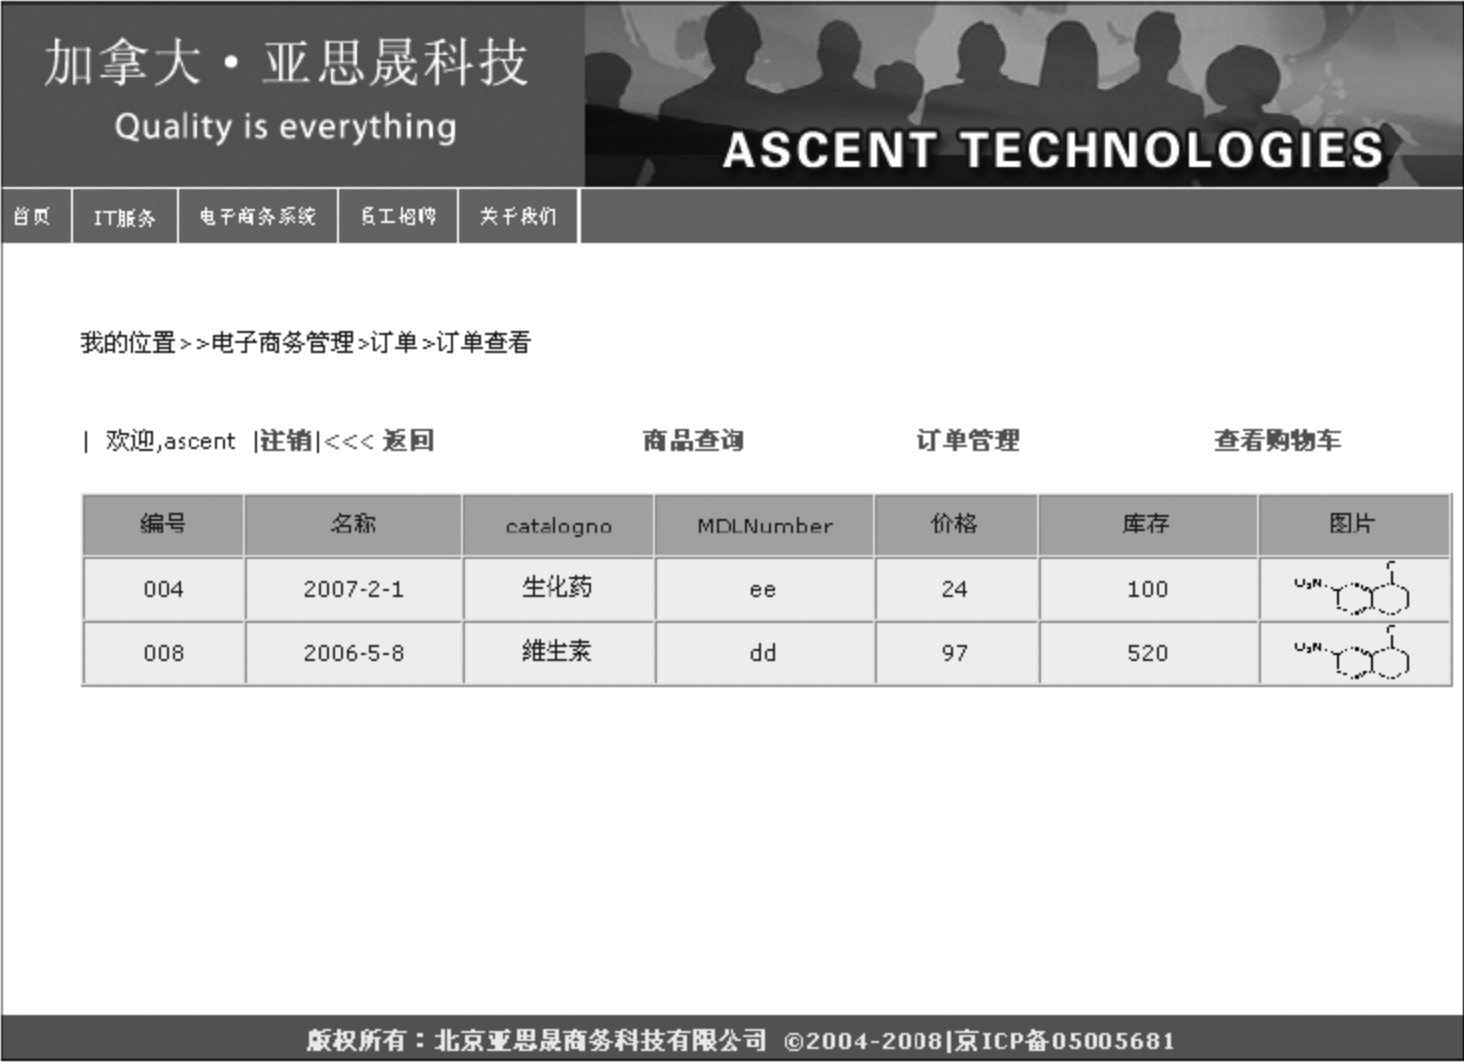 加拿大·亚思晟科技
Quality is everything
ASCENT TECHNOLOGIES
首页 IT服务 电子商务系统 员工招聘 关于我们
我的位置>>电子商务管理>订单>订单查看
| 欢迎,ascent |注销|<<< 返回 商品查询 订单管理 查看购物车
编号 名称 catalogno MDLNumber 价格 库存 图片
004 2007-2-1 生化药 ee 24 100
008 2006-5-8 维生素 dd 97 520
版权所有：北京亚思晟商务科技有限公司 ©2004-2008|京ICP备05005681